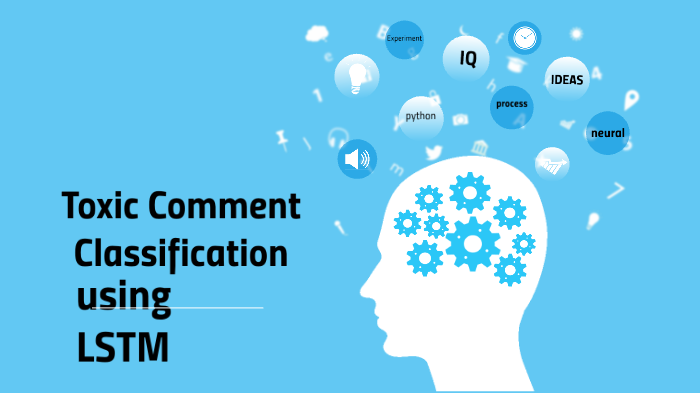 Experiment
IQ
IDEAS
process
python
neural
Toxic Comment
Classification
using
LSTM